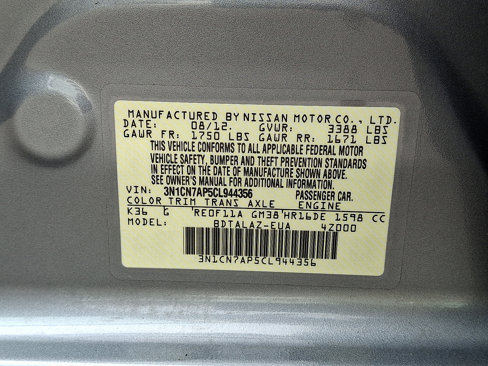 MANUFACTURED BY NISSAN MOTOR CO., LTD.
DATE: 08/12. GVWR: 3388 LBS
GAWR FR: 1750 LBS GAWR RR: 1671 LBS
THIS VEHICLE CONFORMS TO ALL APPLICABLE FEDERAL MOTOR
VEHICLE SAFETY, BUMPER AND THEFT PREVENTION STANDARDS
IN EFFECT ON THE DATE OF MANUFACTURE SHOWN ABOVE.
SEE OWNER'S MANUAL FOR ADDITIONAL INFORMATION.
VIN: 3N1CN7AP5CL944356 PASSENGER CAR.
COLOR TRIM TRANS AXLE ENGINE
K36 G RE0F11A GM38 HR16DE 1598 CC
MODEL: BDTALAZ-EUA 4Z000
3N1CN7AP5CL944356